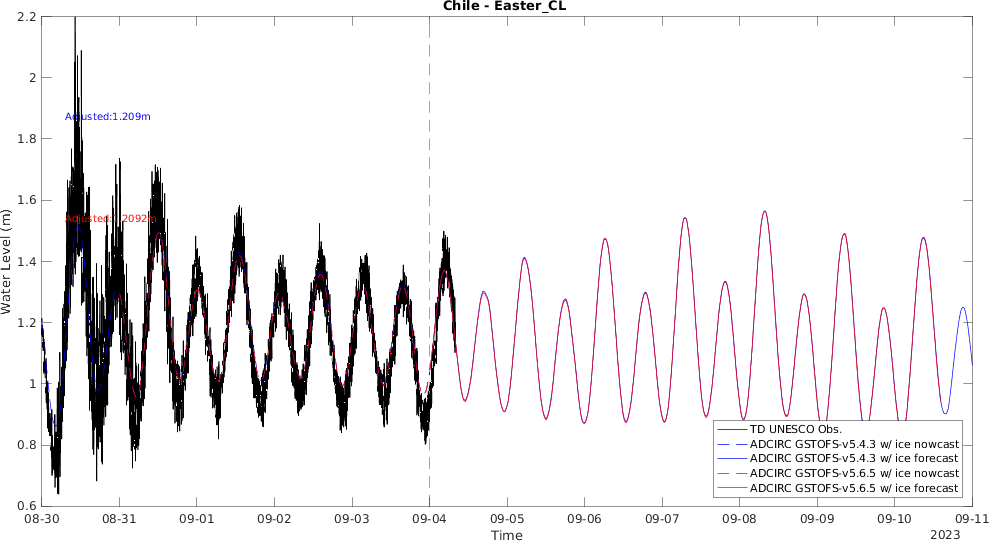 Chile - Easter_CL
2.2
2
1.8
1.6
1.4
1.2
1
0.8
0.6
Water Level (m)
Adjusted:1.209m
Adjusted:1.2092m
TD UNESCO Obs.
ADCIRC GSTOFS-v5.4.3 w/ ice nowcast
ADCIRC GSTOFS-v5.4.3 w/ ice forecast
ADCIRC GSTOFS-v5.6.5 w/ ice nowcast
ADCIRC GSTOFS-v5.6.5 w/ ice forecast
08-30 08-31 09-01 09-02 09-03 09-04 09-05 09-06 09-07 09-08 09-09 09-10 09-11
Time
2023